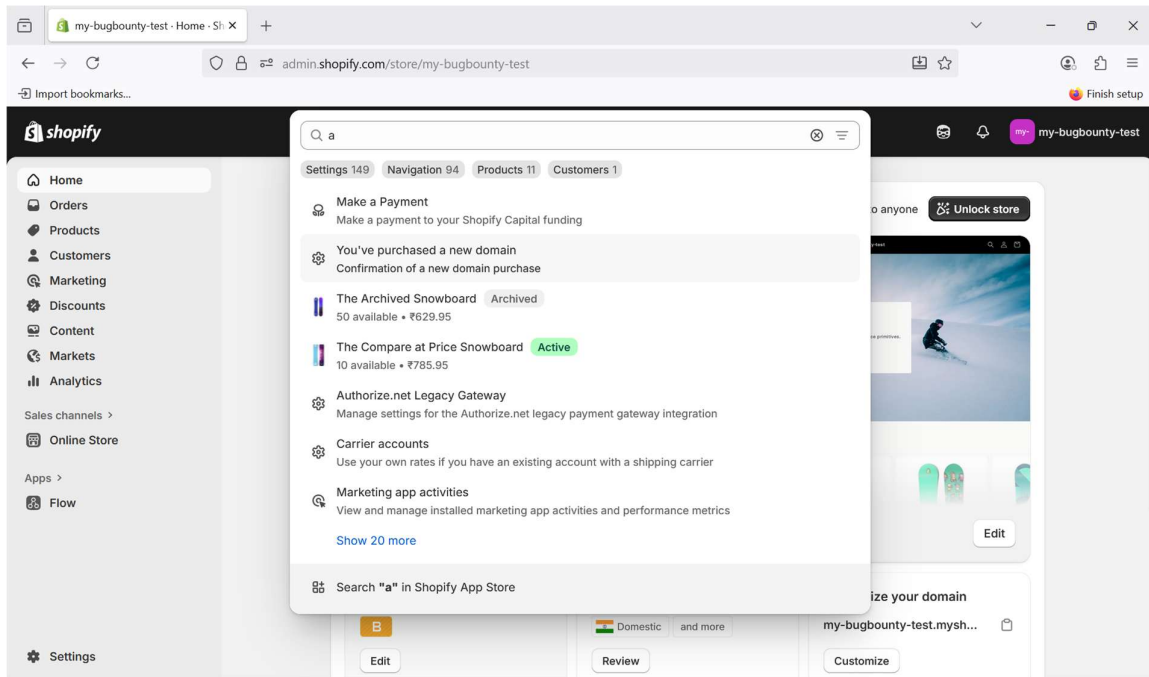 my-bugbounty-test · Home · Sh
admin.shopify.com/store/my-bugbounty-test
Import bookmarks...
Finish setup
shopify
a
my-
my-bugbounty-test
Settings 149
Navigation 94
Products 11
Customers 1
Home
Orders
Products
Customers
Marketing
Discounts
Content
Markets
Analytics
Sales channels
Online Store
Apps
Flow
Settings
Make a Payment
Make a payment to your Shopify Capital funding
You've purchased a new domain
Confirmation of a new domain purchase
The Archived Snowboard Archived
50 available • ₹629.95
The Compare at Price Snowboard Active
10 available • ₹785.95
Authorize.net Legacy Gateway
Manage settings for the Authorize.net legacy payment gateway integration
Carrier accounts
Use your own rates if you have an existing account with a shipping carrier
Marketing app activities
View and manage installed marketing app activities and performance metrics
Show 20 more
Search "a" in Shopify App Store
o anyone
Unlock store
Edit
B
Edit
Domestic
and more
Review
ize your domain
my-bugbounty-test.mysh...
Customize